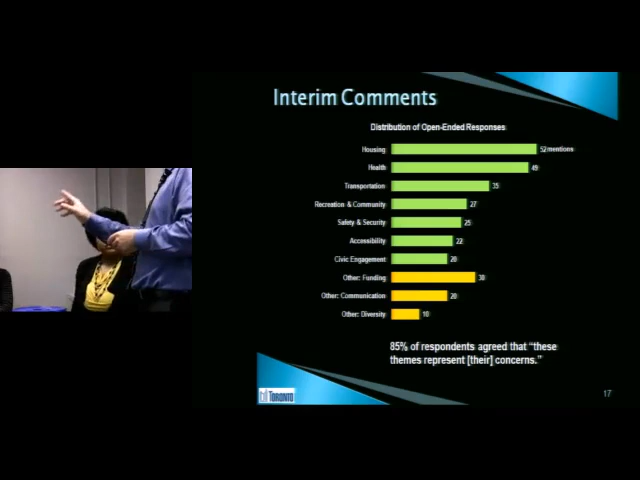 Interim Comments
Distribution of Open-Ended Responses
Housing 52 mentions
Health 49
Transportation 35
Recreation & Community 27
Safety & Security 25
Accessibility 22
Civic Engagement 20
Other: Funding 30
Other: Communication 20
Other: Diversity 10
85% of respondents agreed that "these
themes represent [their] concerns."
TORONTO
17